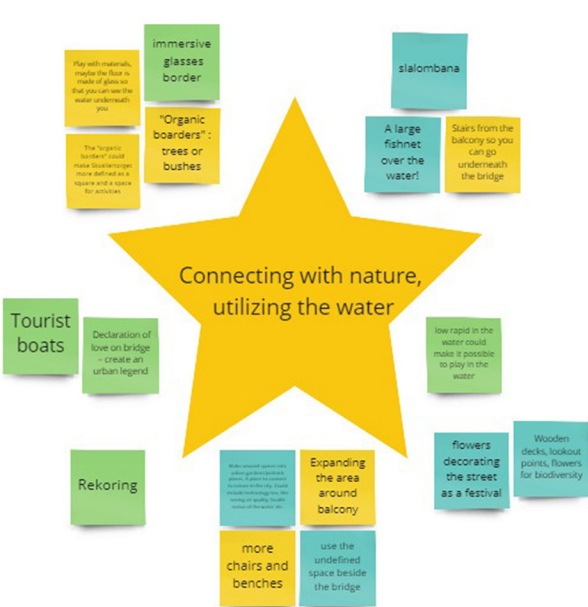 Play with materials,
maybe the floor is
made of glass so
that you can see the
water underneath
you
immersive
glasses
border
The "organic
borders" could
make
more defined as a
square and a space
for activities
"Organic
boarders" :
trees or
bushes
slalombana
A large
fishnet
over the
water!
Stairs from the
balcony so you
can go
underneath
the bridge
Connecting with nature,
utilizing the water
Tourist
boats
Declaration of
love on bridge
– create an
urban legend
low rapid in the
water could
make it possible
to play in the
water
Rekoring
Expanding
the area
around
balcony
more
chairs and
benches
use the
undefined
space beside
the bridge
flowers
decorating
the street
as a festival
Wooden
decks, lookout
points, flowers
for biodiversity